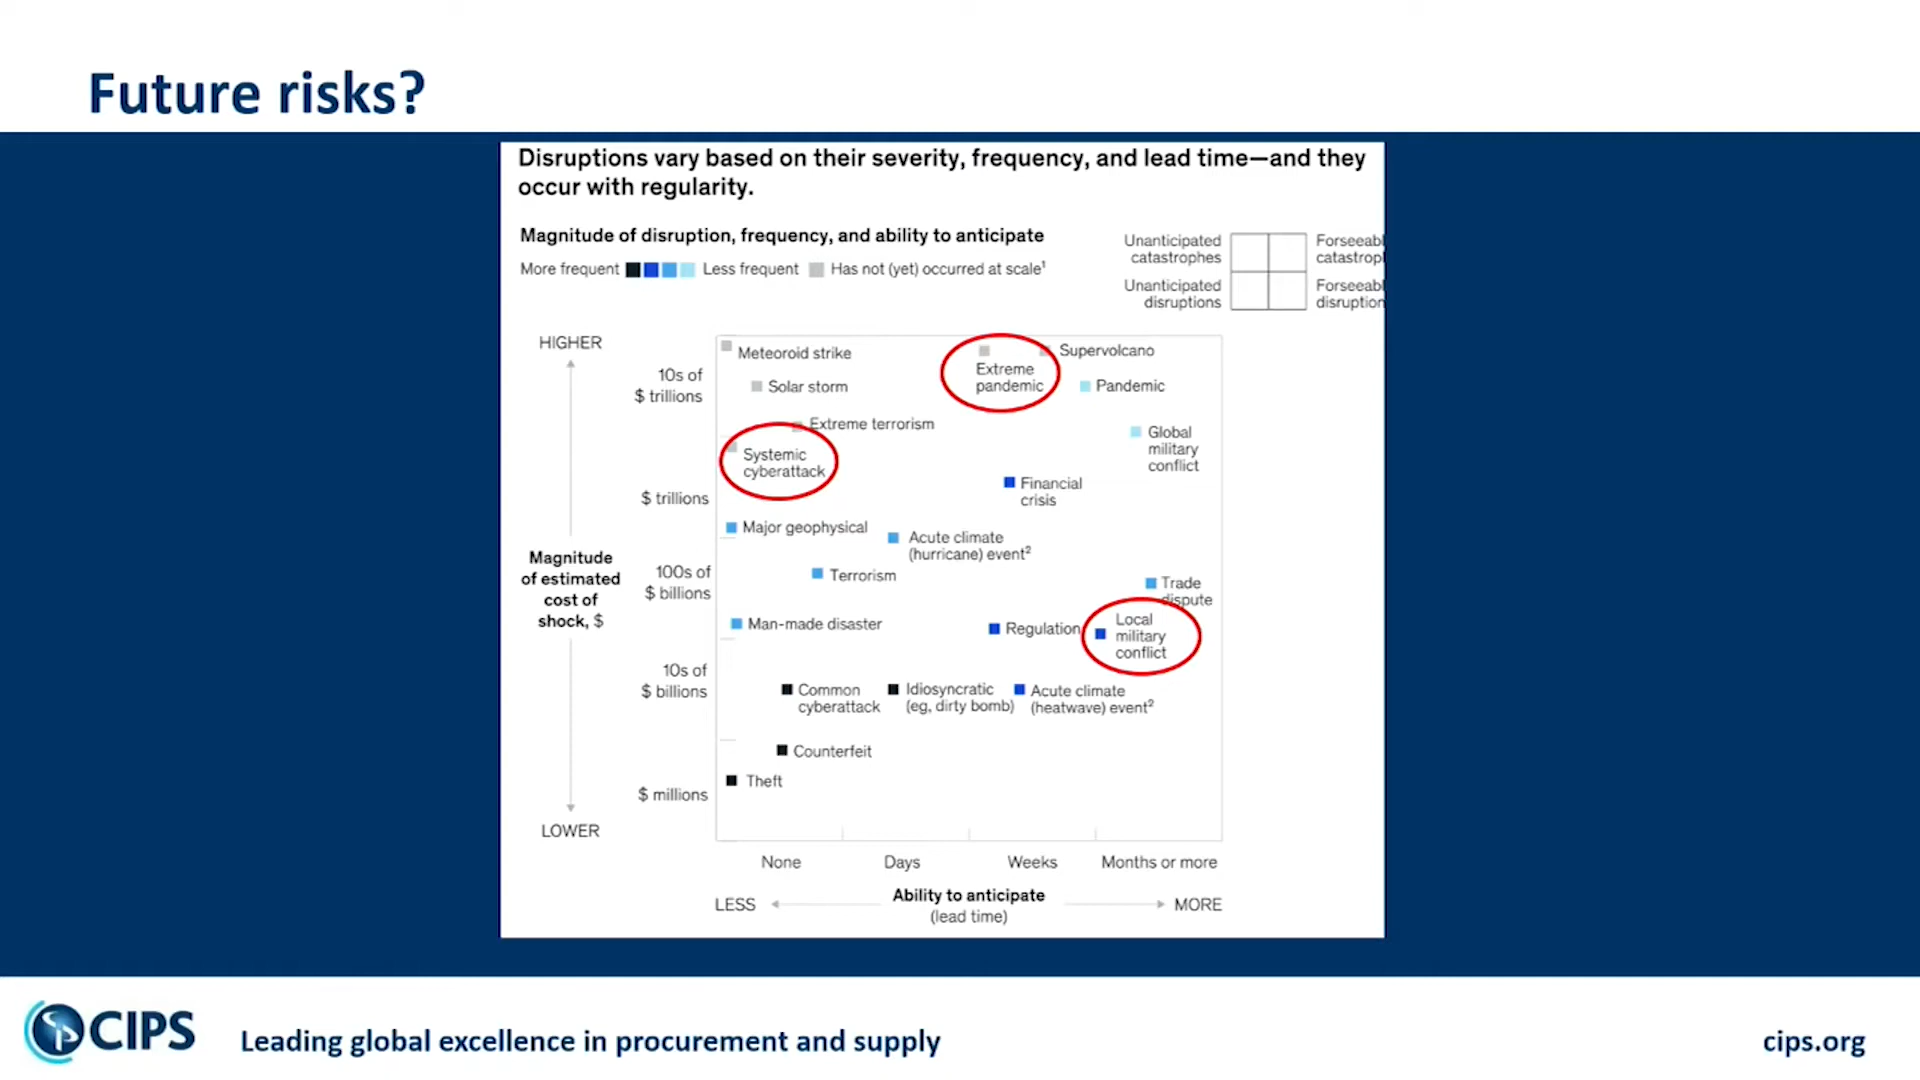 Future risks?
Disruptions vary based on their severity, frequency, and lead time—and they
occur with regularity.
Magnitude of disruption, frequency, and ability to anticipate
More frequent
Less frequent
Has not (yet) occurred at scale¹
Unanticipated
catastrophes
Forseeabl
catastropl
Unanticipated
disruptions
Forseeabl
disruption
HIGHER
Magnitude
of estimated
cost of
shock, $
LOWER
10s of
$ trillions
$ trillions
100s of
$ billions
10s of
$ billions
$ millions
Meteoroid strike
Extreme
pandemic
Supervolcano
Solar storm
Pandemic
Extreme terrorism
Global
military
conflict
Systemic
cyberattack
Financial
crisis
Major geophysical
Acute climate
(hurricane) event²
Terrorism
Trade
dispute
Man-made disaster
Regulation
Local
military
conflict
Common
cyberattack
Idiosyncratic
(eg, dirty bomb)
Acute climate
(heatwave) event²
Counterfeit
Theft
None
Days
Weeks
Months or more
LESS
Ability to anticipate
(lead time)
MORE
CIPS
Leading global excellence in procurement and supply
cips.org